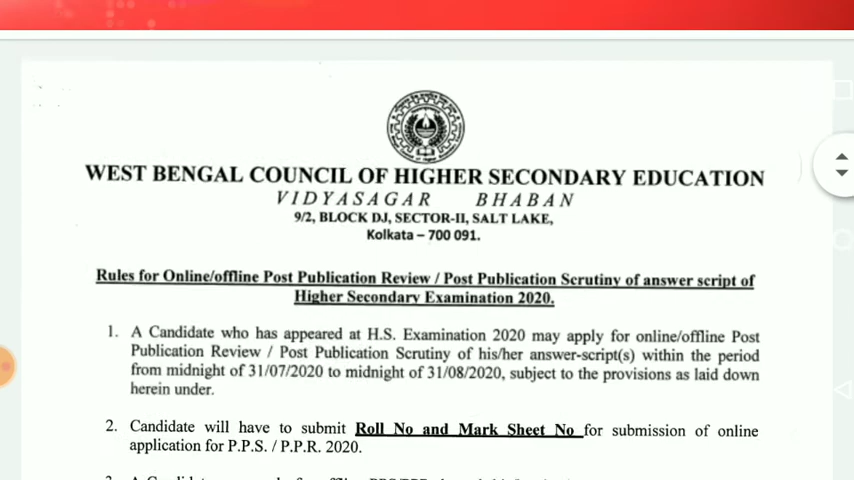 WEST BENGAL COUNCIL OF HIGHER SECONDARY EDUCATION
VIDYASAGAR BHABAN
9/2, BLOCK DJ, SECTOR-II, SALT LAKE,
Kolkata – 700 091.
Rules for Online/offline Post Publication Review / Post Publication Scrutiny of answer script of
Higher Secondary Examination 2020.
1. A Candidate who has appeared at H.S. Examination 2020 may apply for online/offline Post
Publication Review / Post Publication Scrutiny of his/her answer-script(s) within the period
from midnight of 31/07/2020 to midnight of 31/08/2020, subject to the provisions as laid down
herein under.
2. Candidate will have to submit Roll No and Mark Sheet No for submission of online
application for P.P.S. / P.P.R. 2020.